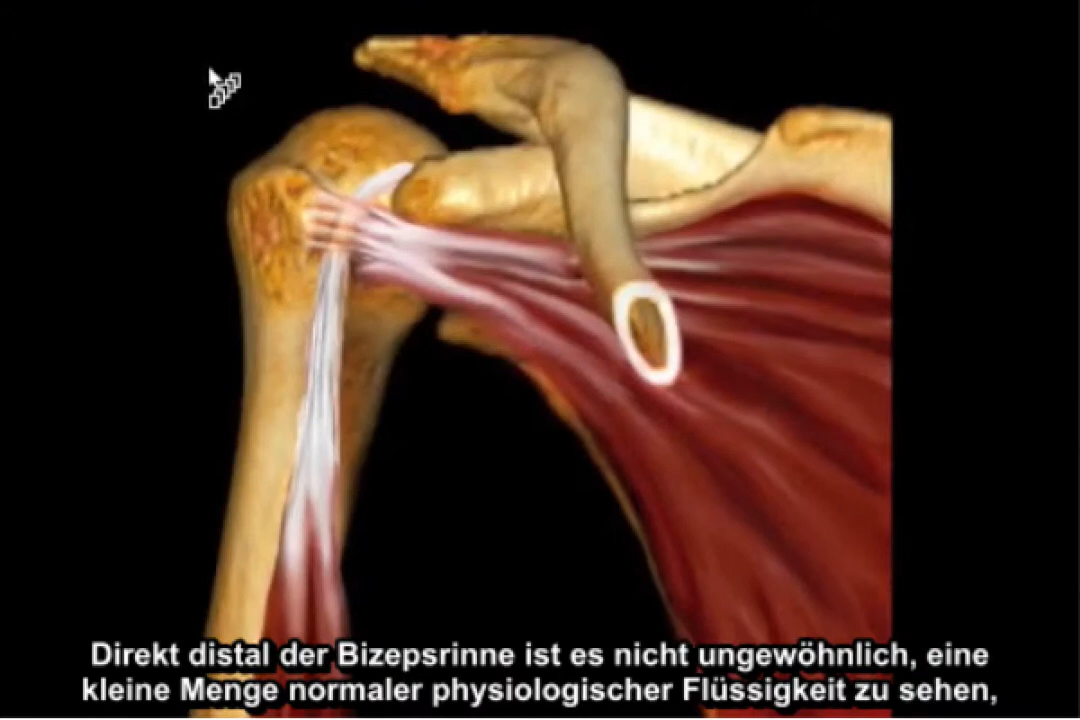 Direkt distal der Bizepsrinne ist es nicht ungewöhnlich, eine
kleine Menge normaler physiologischer Flüssigkeit zu sehen,